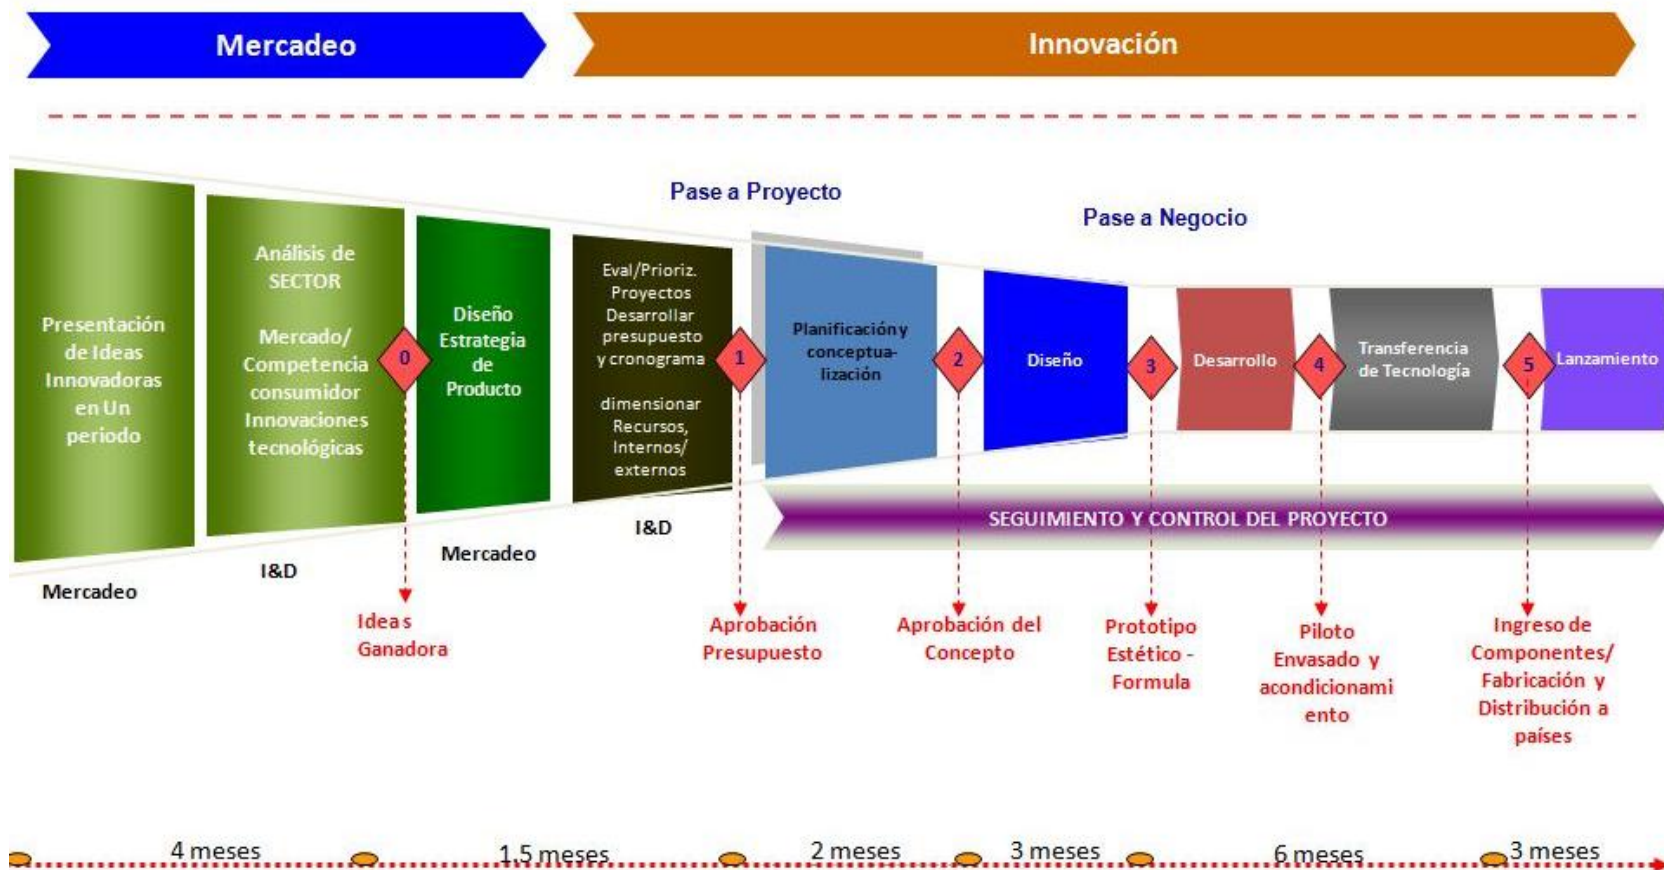 Mercadeo
Innovación
Pase a Proyecto
Pase a Negocio
Presentación
de Ideas
Innovadoras
en Un
periodo
Análisis de
SECTOR
Mercado/
Competencia
consumidor
Innovaciones
tecnológicas
0
Diseño
Estrategia
de
Producto
Eval/Prioriz.
Proyectos
Desarrollar
presupuesto
y cronograma
dimensionar
Recursos,
Internos/
externos
1
Planificación y
conceptua-
lización
2
Diseño
3
Desarrollo
4
Transferencia
de Tecnología
5
Lanzamiento
SEGUIMIENTO Y CONTROL DEL PROYECTO
Mercadeo
I&D
Mercadeo
I&D
Ideas
Ganadora
Aprobación
Presupuesto
Aprobación del
Concepto
Prototipo
Estético -
Formula
Piloto
Envasado y
acondicionami
ento
Ingreso de
Componentes/
Fabricación y
Distribución a
países
4 meses
1,5 meses
2 meses
3 meses
6 meses
3 meses